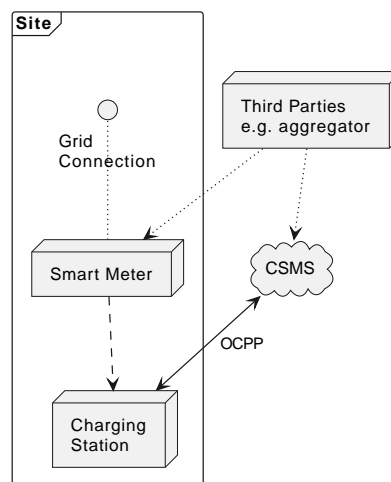 Site
Third Parties
e.g. aggregator
Grid
Connection
Smart Meter
CSMS
OCPP
Charging
Station